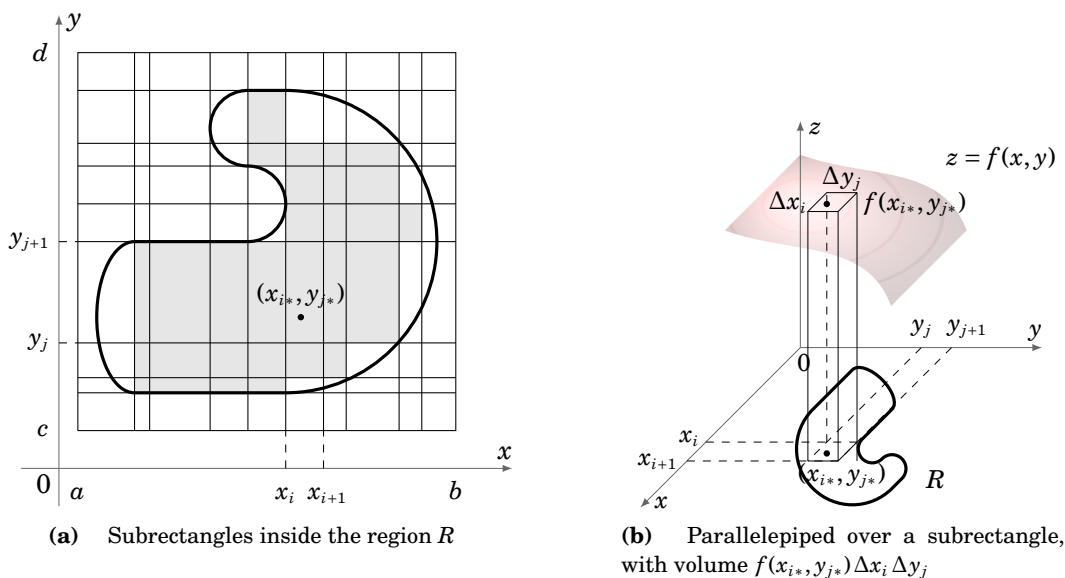 y
d
(x_{i*}, y_{j*})
y_{j+1}
y_j
c
x
0
a
x_i
x_{i+1}
b
(a) Subrectangles inside the region R
z
z = f(x, y)
Δy_j
Δx_i
f(x_{i*}, y_{j*})
y_j
y_{j+1}
y
0
x_i
x_{i+1}
(x_{i*}, y_{j*})
R
x
(b) Parallelepiped over a subrectangle,
with volume f(x_{i*}, y_{j*}) Δx_i Δy_j